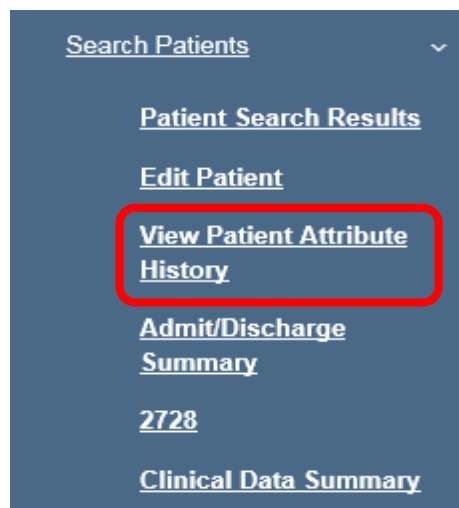 Search Patients
Patient Search Results
Edit Patient
View Patient Attribute
History
Admit/Discharge
Summary
2728
Clinical Data Summary